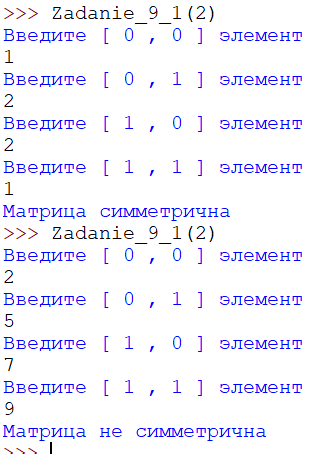 >>> Zadanie_9_1(2)
Введите [ 0 , 0 ] элемент
1
Введите [ 0 , 1 ] элемент
2
Введите [ 1 , 0 ] элемент
2
Введите [ 1 , 1 ] элемент
1
Матрица симметрична
>>> Zadanie_9_1(2)
Введите [ 0 , 0 ] элемент
2
Введите [ 0 , 1 ] элемент
5
Введите [ 1 , 0 ] элемент
7
Введите [ 1 , 1 ] элемент
9
Матрица не симметрична
>>>